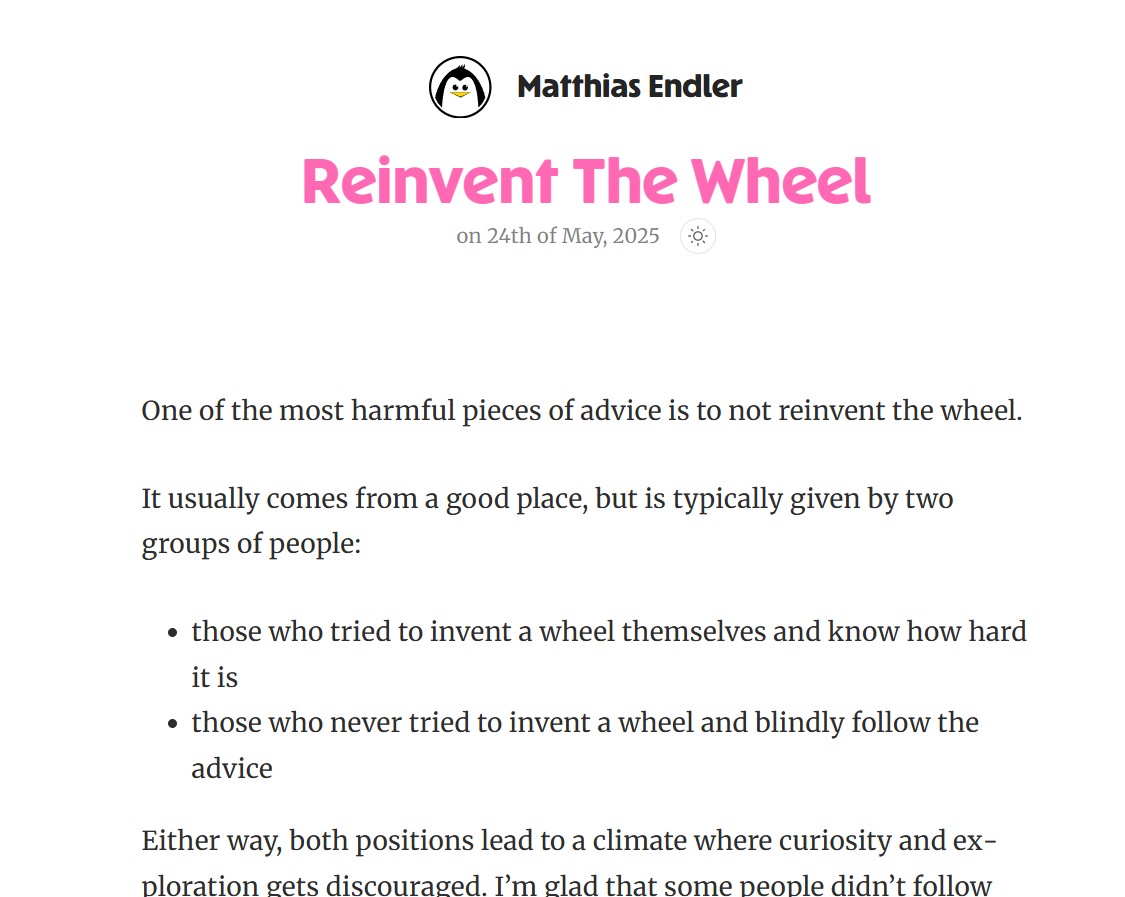 Matthias Endler
Reinvent The Wheel
on 24th of May, 2025
One of the most harmful pieces of advice is to not reinvent the wheel.
It usually comes from a good place, but is typically given by two
groups of people:
• those who tried to invent a wheel themselves and know how hard
it is
• those who never tried to invent a wheel and blindly follow the
advice
Either way, both positions lead to a climate where curiosity and ex-
ploration gets discouraged. I’m glad that some people didn’t follow